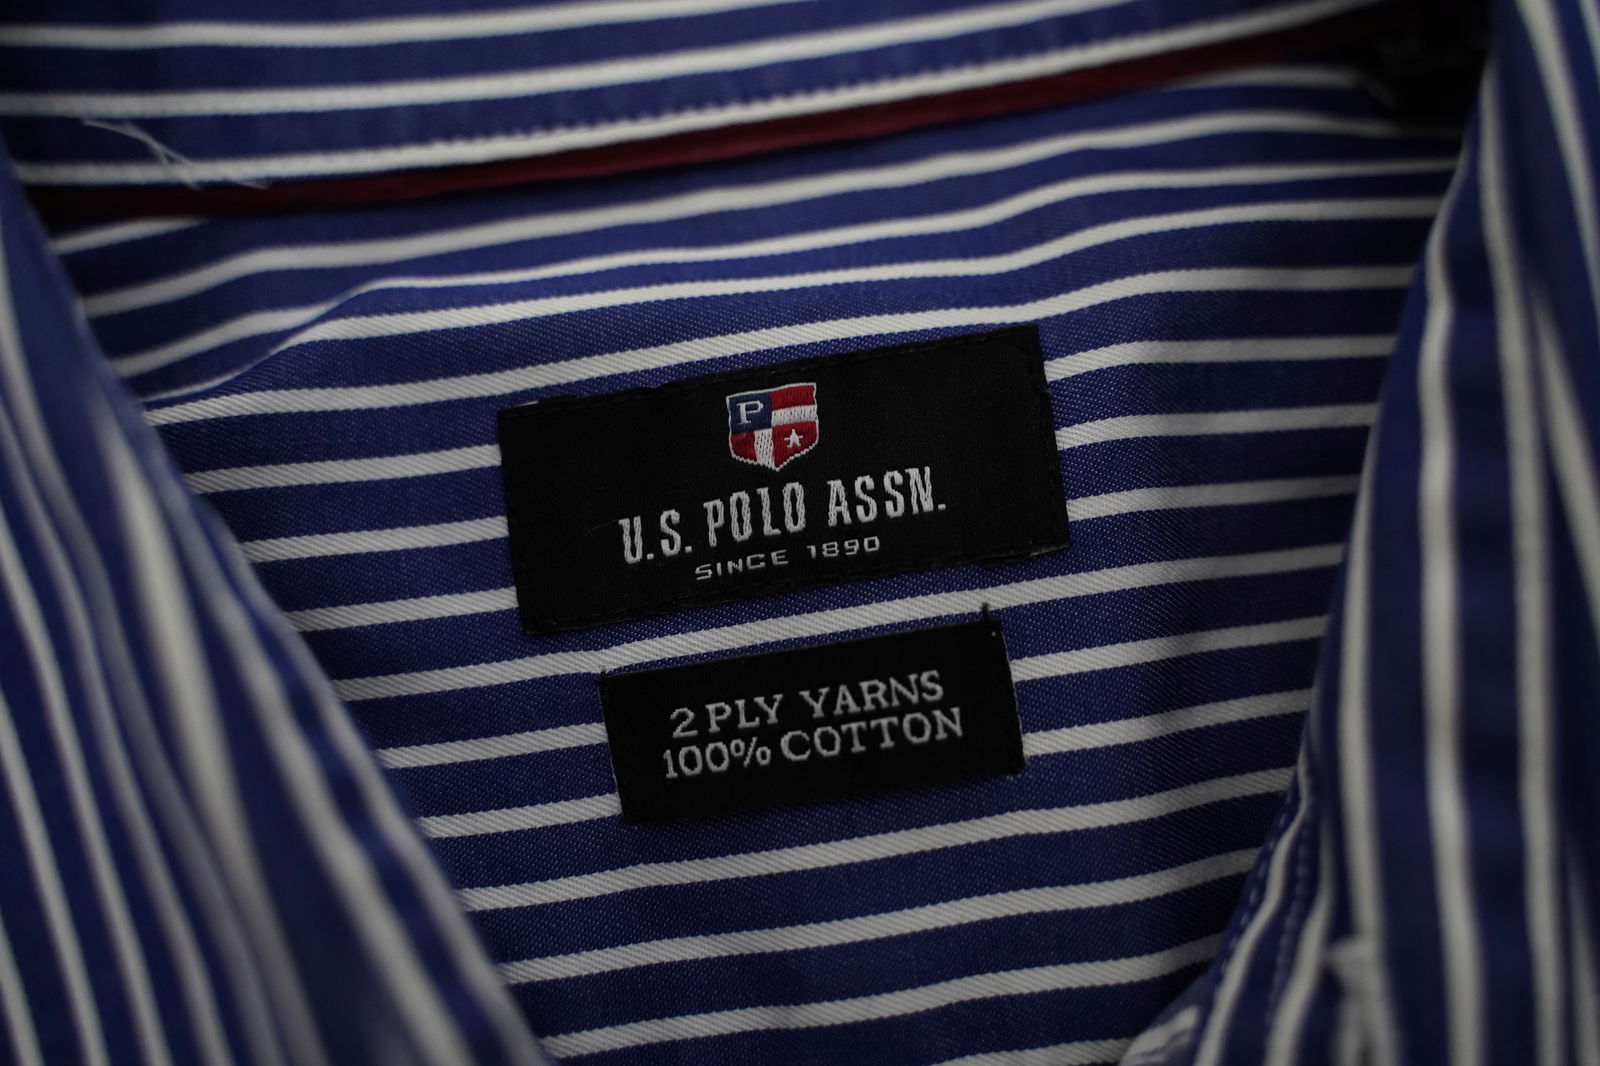 P
U.S. POLO ASSN.
SINCE 1890
2 PLY YARNS
100% COTTON